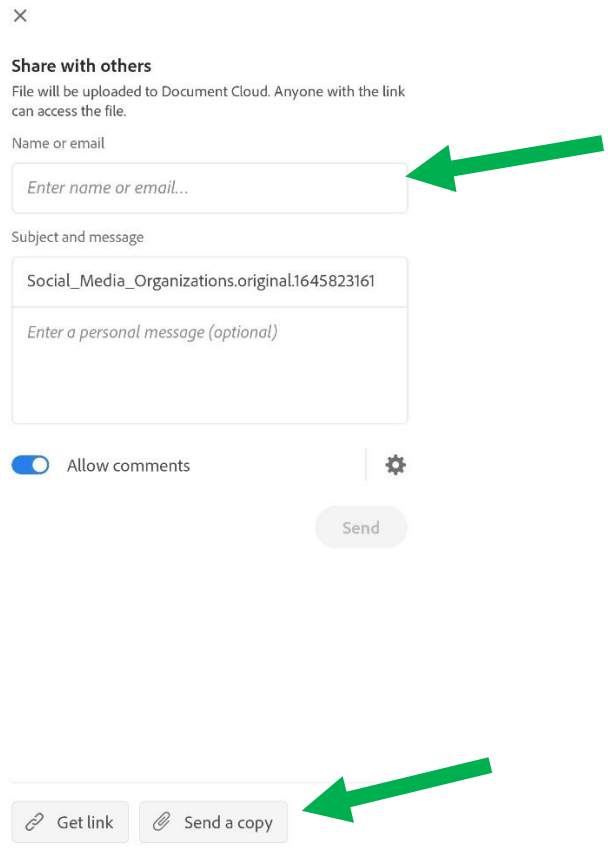 Share with others
File will be uploaded to Document Cloud. Anyone with the link
can access the file.
Name or email
Enter name or email...
Subject and message
Social_Media_Organizations.original.1645823161
Enter a personal message (optional)
Allow comments
Send
Get link
Send a copy